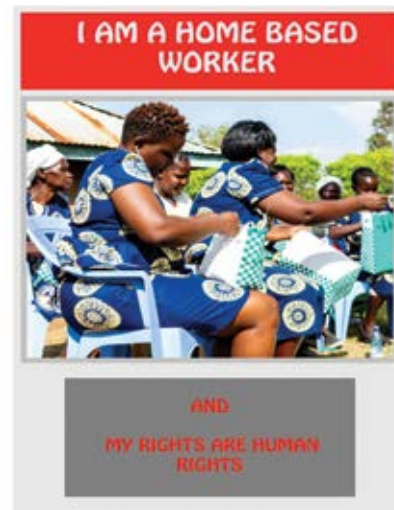 I AM A HOME BASED
WORKER
AND
MY RIGHTS ARE HUMAN
RIGHTS